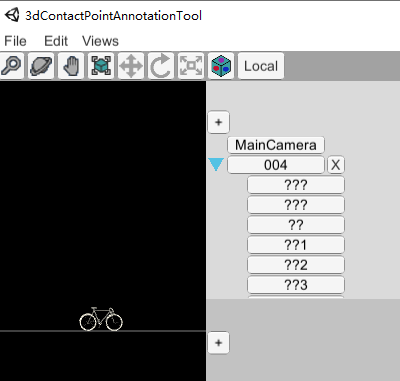 3dContactPointAnnotationTool
File Edit Views
Local
+
MainCamera
004 X
???
???
??
??1
??2
??3
+